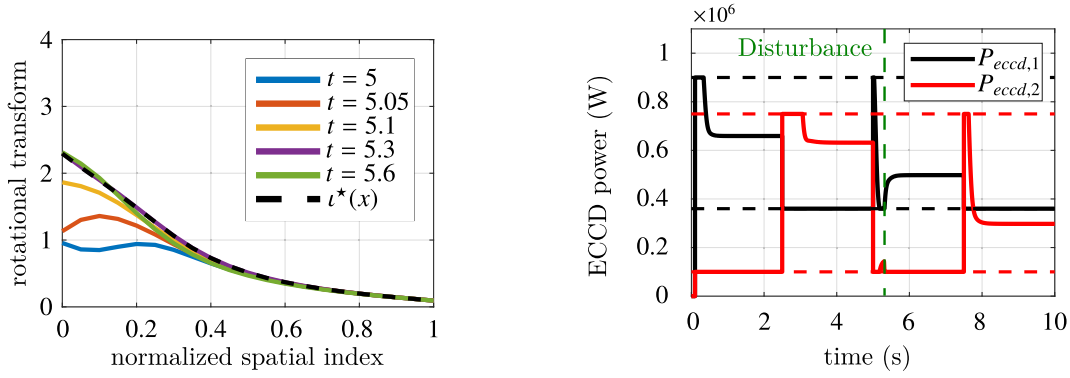 4
3
2
1
0
0
0.2
0.4
0.6
0.8
1
rotational transform
normalized spatial index
t = 5
t = 5.05
t = 5.1
t = 5.3
t = 5.6
ι⋆(x)
×10⁶
1
0.8
0.6
0.4
0.2
0
0
2
4
6
8
10
ECCD power (W)
time (s)
Disturbance
Peccd,1
Peccd,2